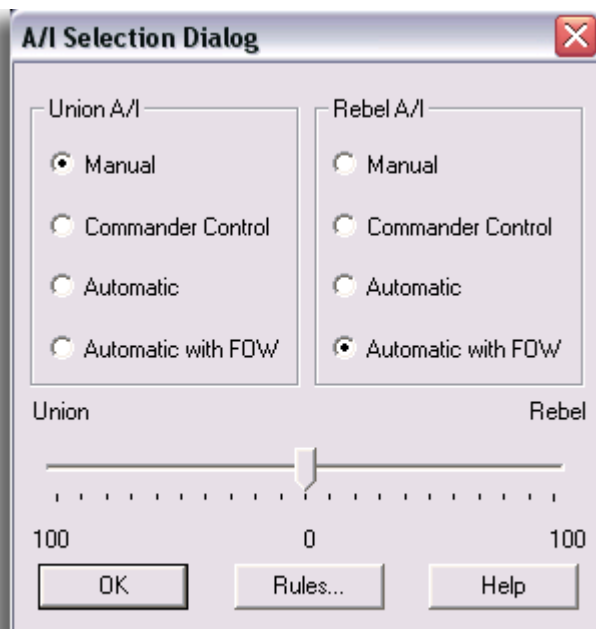 A/I Selection Dialog
Union A/I
Manual
Commander Control
Automatic
Automatic with FOW
Rebel A/I
Manual
Commander Control
Automatic
Automatic with FOW
Union Rebel
100 0 100
OK Rules... Help